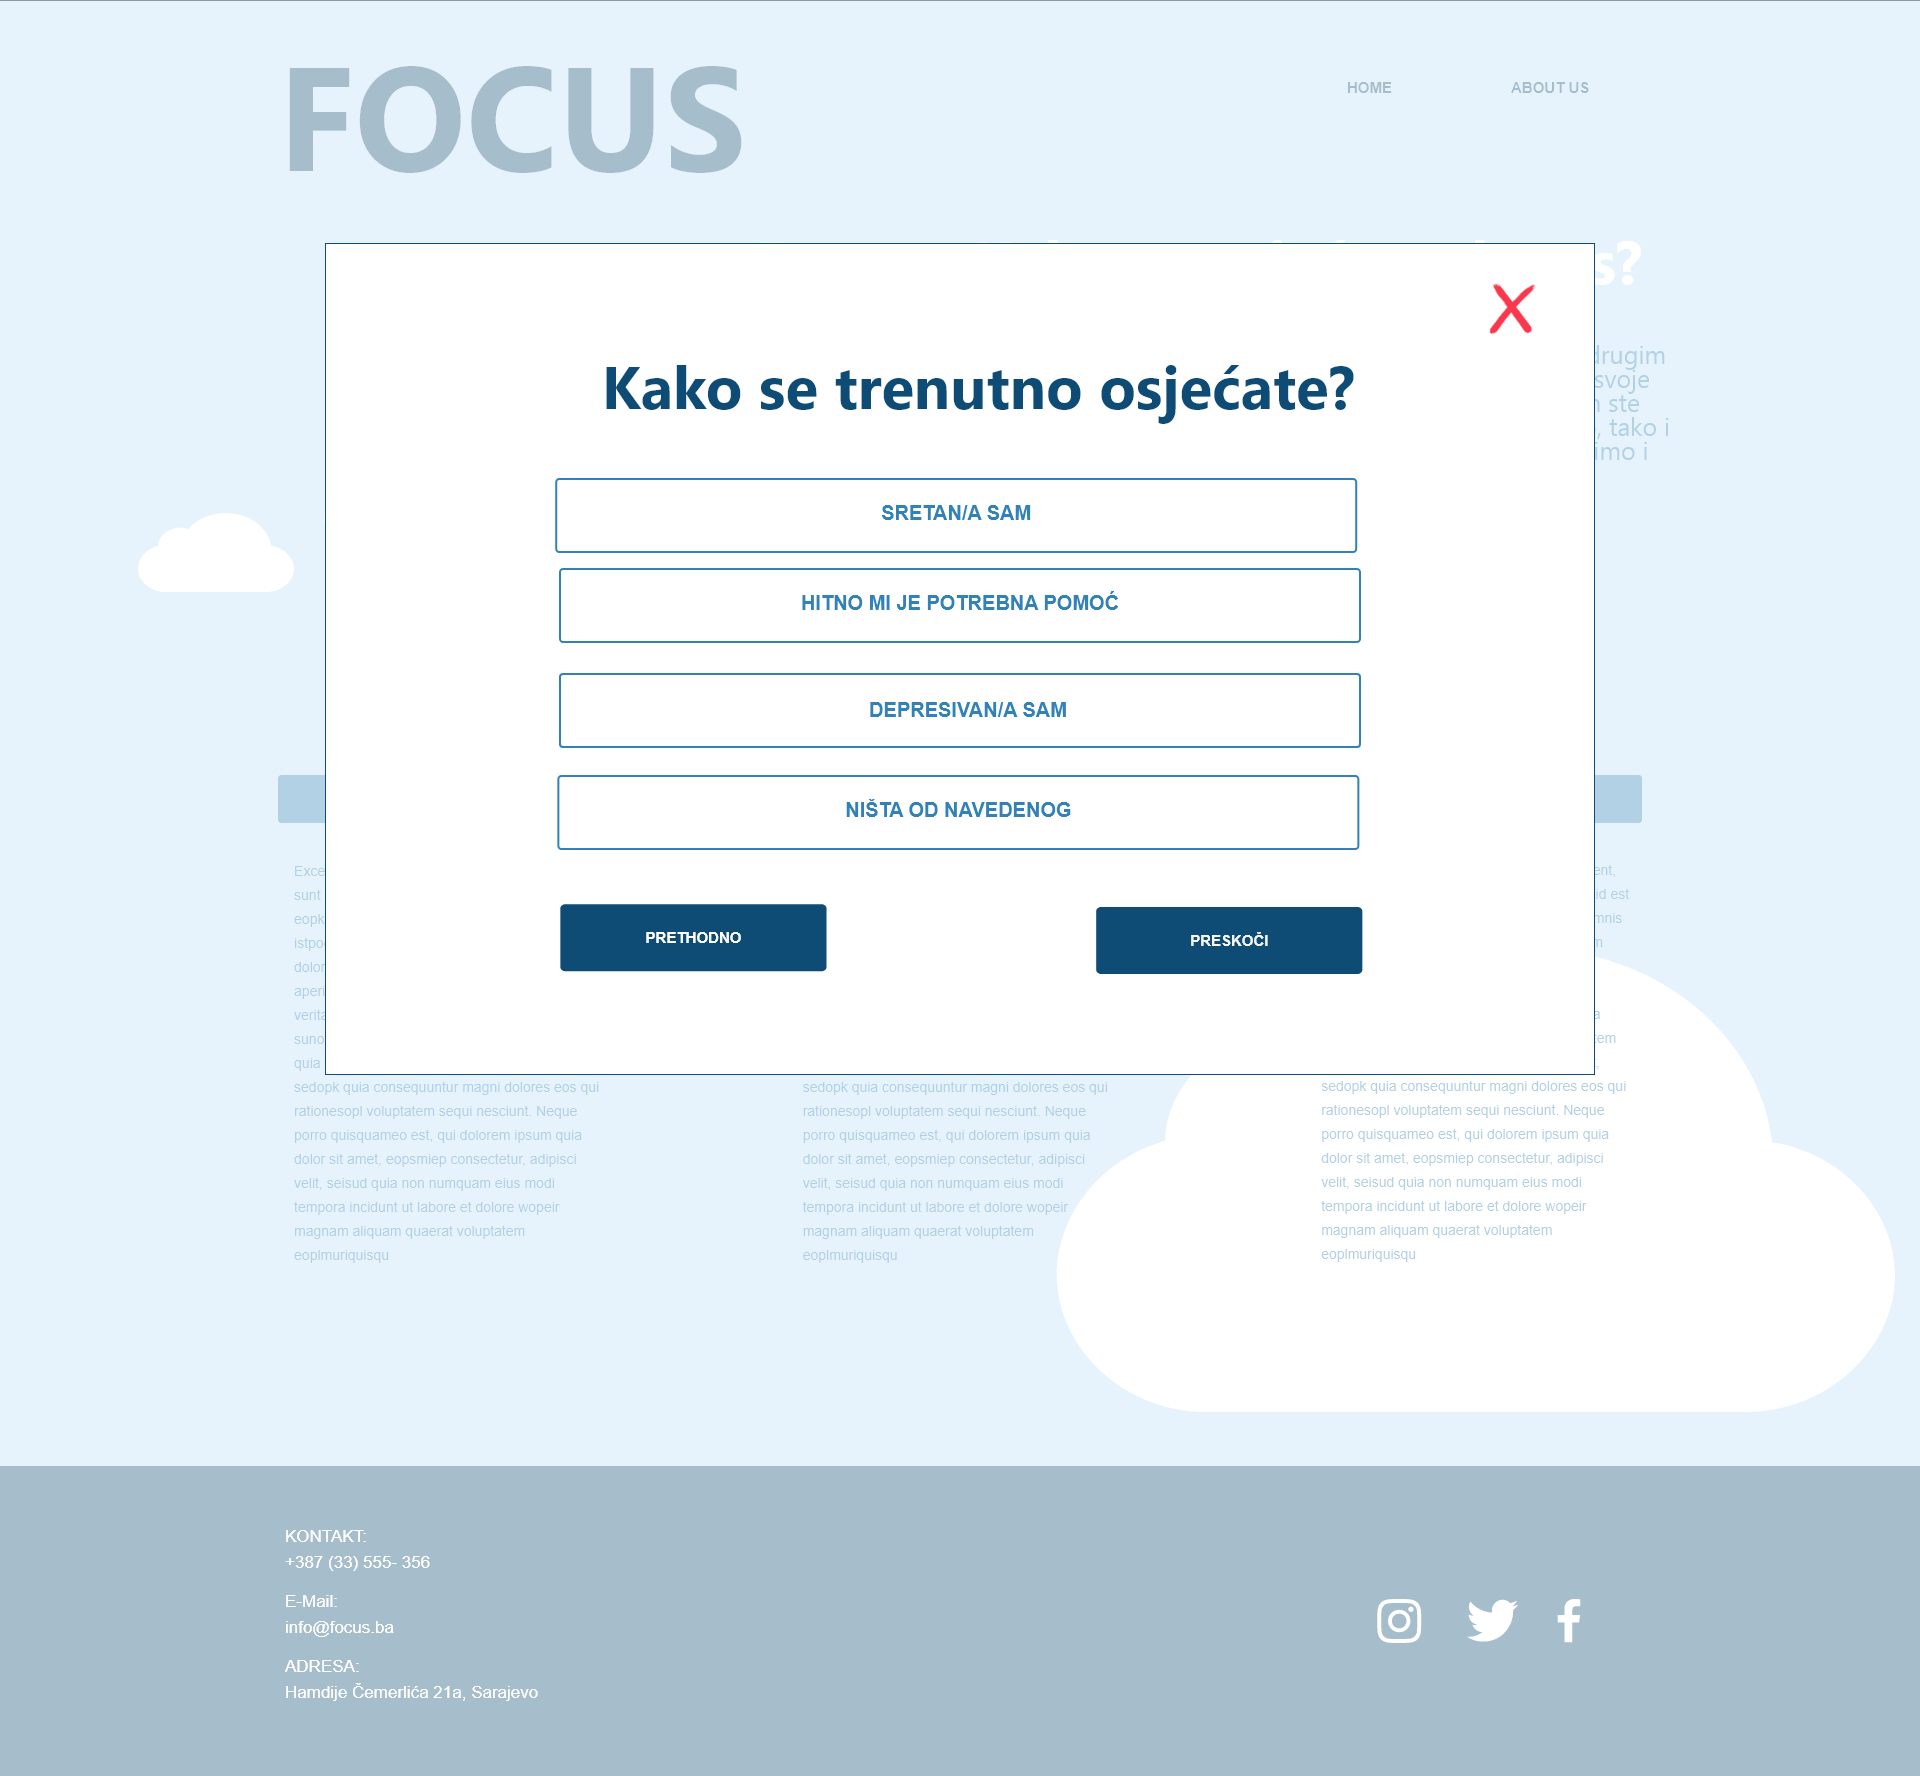 FOCUS
HOME
ABOUT US
s?
drugim
svoje
ste
, tako i
imo i
Kako se trenutno osjećate?
SRETAN/A SAM
HITNO MI JE POTREBNA POMOĆ
DEPRESIVAN/A SAM
NIŠTA OD NAVEDENOG
PRETHODNO
PRESKOČI
Exce
sunt
eopk
istpo
dolor
aperi
verita
suno
quia
sedopk quia consequuntur magni dolores eos qui
rationesopl voluptatem sequi nesciunt. Neque
porro quisquameo est, qui dolorem ipsum quia
dolor sit amet, eopsmiep consectetur, adipisci
velit, seisud quia non numquam eius modi
tempora incidunt ut labore et dolore wopeir
magnam aliquam quaerat voluptatem
eoplmuriquisqu
sedopk quia consequuntur magni dolores eos qui
rationesopl voluptatem sequi nesciunt. Neque
porro quisquameo est, qui dolorem ipsum quia
dolor sit amet, eopsmiep consectetur, adipisci
velit, seisud quia non numquam eius modi
tempora incidunt ut labore et dolore wopeir
magnam aliquam quaerat voluptatem
eoplmuriquisqu
ent,
id est
mnis
m
a
tem
sedopk quia consequuntur magni dolores eos qui
rationesopl voluptatem sequi nesciunt. Neque
porro quisquameo est, qui dolorem ipsum quia
dolor sit amet, eopsmiep consectetur, adipisci
velit, seisud quia non numquam eius modi
tempora incidunt ut labore et dolore wopeir
magnam aliquam quaerat voluptatem
eoplmuriquisqu
KONTAKT:
+387 (33) 555- 356
E-Mail:
info@focus.ba
ADRESA:
Hamdije Čemerlića 21a, Sarajevo